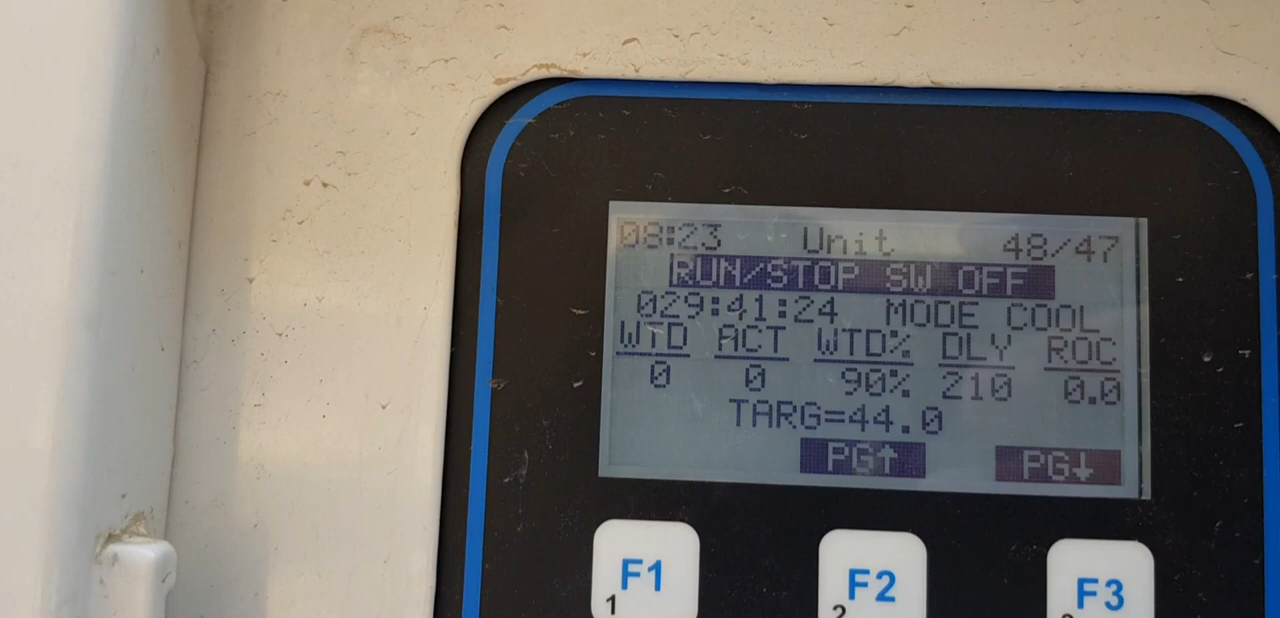 08:23 Unit 48/47
RUN/STOP SW OFF
029:41:24 MODE COOL
WTD ACT WTD% DLY ROC
0 0 90% 210 0.0
TARG=44.0
PG↑ PG↓
F1 F2 F3
1 2